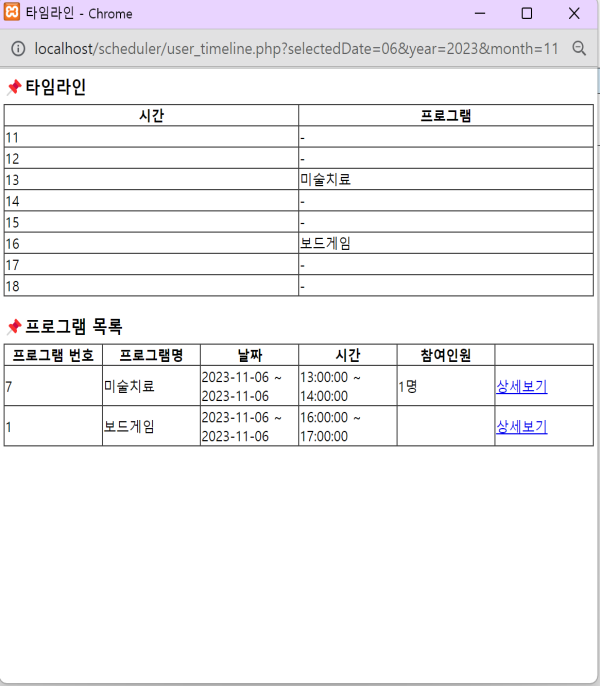 타임라인 - Chrome
localhost/scheduler/user_timeline.php?selectedDate=06&year=2023&month=11
타임라인
시간 프로그램
11 -
12 -
13 미술치료
14 -
15 -
16 보드게임
17 -
18 -
프로그램 목록
프로그램 번호 프로그램명 날짜 시간 참여인원
7 미술치료 2023-11-06 ~ 2023-11-06 13:00:00 ~ 14:00:00 1명 상세보기
1 보드게임 2023-11-06 ~ 2023-11-06 16:00:00 ~ 17:00:00 상세보기